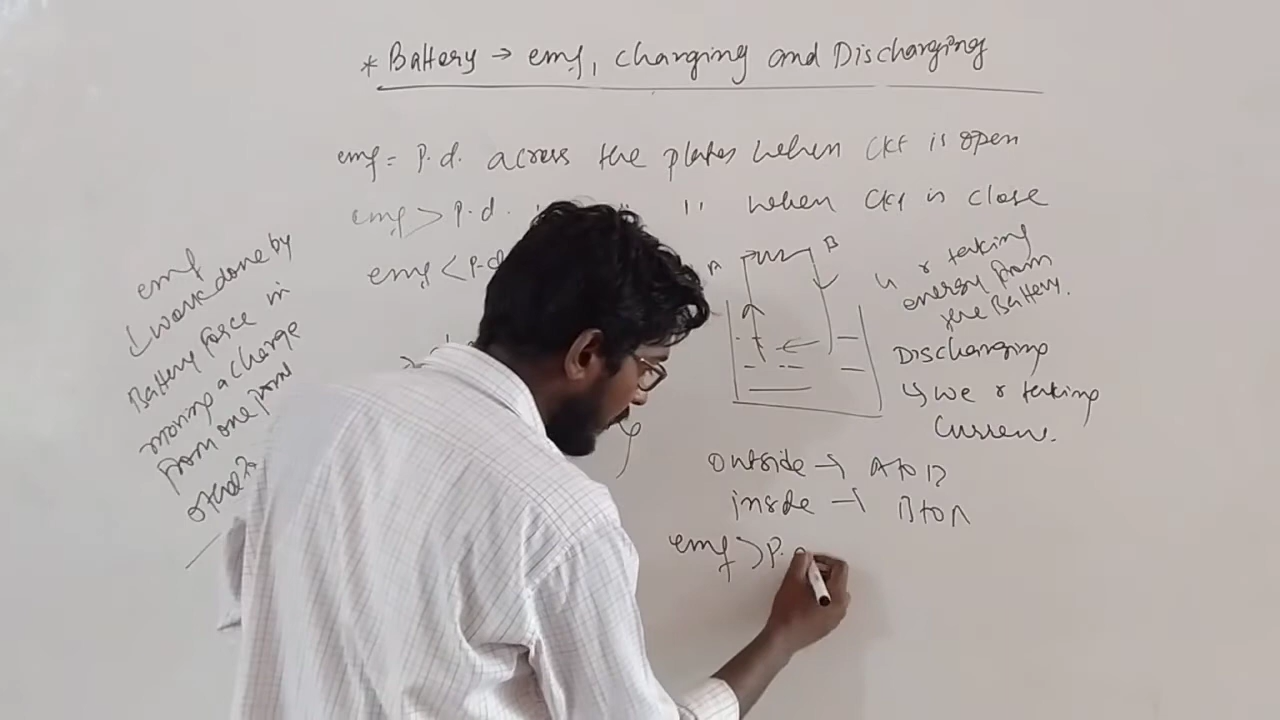 * Battery → emf, charging and Discharging
emf = P.d. across the plates when CKt is open
emf > P.d. " when CKt is close
emf < P.d
emf
↳ work done by
Battery force in
moving a charge
from one point
other
A B
r taking
energy from
the Battery.
Discharging
↳ we r taking
Current.
outside → A to B
inside → B to A
emf > P.